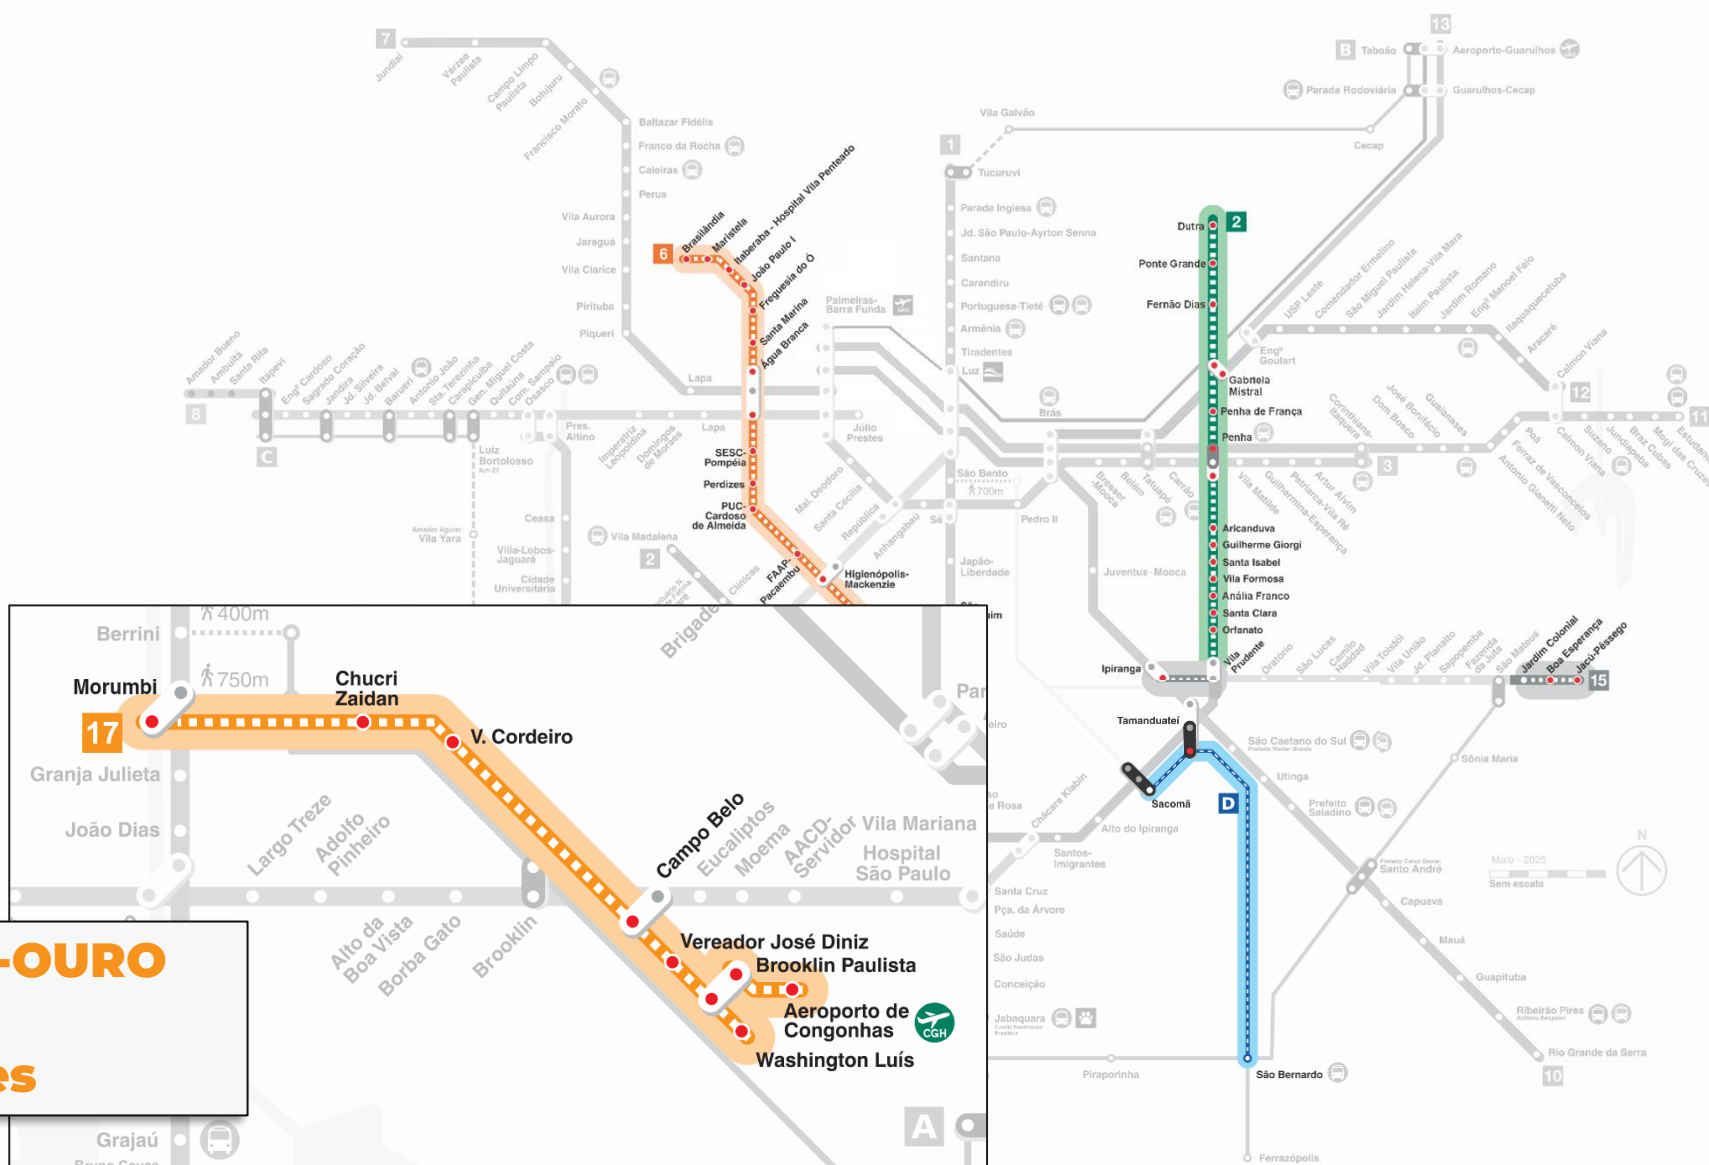 7
Jundiaí
Várzea
Paulista
Campo Limpo
Paulista
Botujuru
Francisco Morato
Baltazar Fidélis
Franco da Rocha
Caieiras
Perus
Vila Aurora
Jaraguá
Vila Clarice
Pirituba
Piqueri
Lapa
13
B
Taboão
Aeroporto-Guarulhos
Parada Rodoviária
Guarulhos-Cecap
Vila Galvão
Cecap
1
Tucuruvi
Parada Inglesa
Jd. São Paulo-Ayrton Senna
Santana
Carandiru
Portuguesa-Tietê
Armênia
Tiradentes
Luz
6
Brasilândia
Maristela
Itaberaba - Hospital Vila Penteado
João Paulo I
Freguesia do Ó
Santa Marina
Água Branca
SESC-
Pompéia
Perdizes
PUC-
Cardoso
de Almeida
FAAP-
Pacaembu
Higienópolis-
Mackenzie
Palmeiras-
Barra Funda
2
Dutra
Ponte Grande
Fernão Dias
Gabriela
Mistral
Penha de França
Penha
Aricanduva
Guilherme Giorgi
Santa Isabel
Vila Formosa
Anália Franco
Santa Clara
Orfanato
Vila
Prudente
Engº
Goulart
USP Leste
Comendador Ermelino
São Miguel Paulista
Jardim Helena-Vila Mara
Itaim Paulista
Jardim Romano
Engº Manoel Feio
Itaquaquecetuba
Aracaré
Calmon Viana
12
Amador Bueno
Ambuitá
Santa Rita
Itapevi
8
C
Engº Cardoso
Sagrado Coração
Jandira
Jd. Silveira
Jd. Belval
Barueri
Antonio João
Sta. Terezinha
Carapicuíba
Gen. Miguel Costa
Quitaúna
Com. Sampaio
Osasco
Pres.
Altino
Luiz
Bortolosso
Km 21
Amador Aguiar
Vila Yara
Imperatriz
Leopoldina
Domingos
de Moraes
Lapa
Júlio
Prestes
Brás
Ceasa
Villa-Lobos-
Jaguaré
Cidade
Universitária
Vila Madalena
2
Clínicas
Brigade
Mal. Deodoro
Santa Cecília
República
Anhangabaú
São Bento
700m
Sé
Pedro II
Japão-
Liberdade
Juventus - Mooca
Bresser
-Mooca
Belém
Tatuapé
Carrão
Vila Matilde
Guilhermina-Esperança
Patriarca-Vila Ré
Artur Alvim
Corinthians-
Itaquera
3
Dom Bosco
José Bonifácio
Guaianases
Antonio Gianetti Neto
Ferraz de Vasconcelos
Poá
Calmon Viana
Suzano
Jundiapeba
Braz Cubas
Mogi das Cruzes
Estudan
11
Ipiranga
Oratório
São Lucas
Camilo
Haddad
Vila Tolstói
Vila União
Jd. Planalto
Sapopemba
Fazenda
da Juta
São Mateus
Jardim Colonial
Boa Esperança
Jacú-Pêssego
15
Tamanduateí
Sacomã
D
São Bernardo
São Caetano do Sul
Utinga
Prefeito
Saladino
Santo André
Capuava
Mauá
Guapituba
Ribeirão Pires
Rio Grande da Serra
10
Sônia Maria
Piraporinha
Ferrazópolis
Alto do Ipiranga
Santos-
Imigrantes
Chácara Klabin
Santa Cruz
Pça. da Árvore
Saúde
São Judas
Conceição
Jabaquara
Maio - 2025
Sem escala
N
Berrini
400m
750m
Morumbi
17
Chucri
Zaidan
V. Cordeiro
Granja Julieta
João Dias
Largo Treze
Adolfo
Pinheiro
Campo Belo
Eucaliptos
Moema
AACD-
Servidor
Vila Mariana
Hospital
São Paulo
Alto da
Boa Vista
Borba Gato
Brooklin
Vereador José Diniz
Brooklin Paulista
Aeroporto de
Congonhas
CGH
Washington Luís
-OURO
es
Grajaú
A